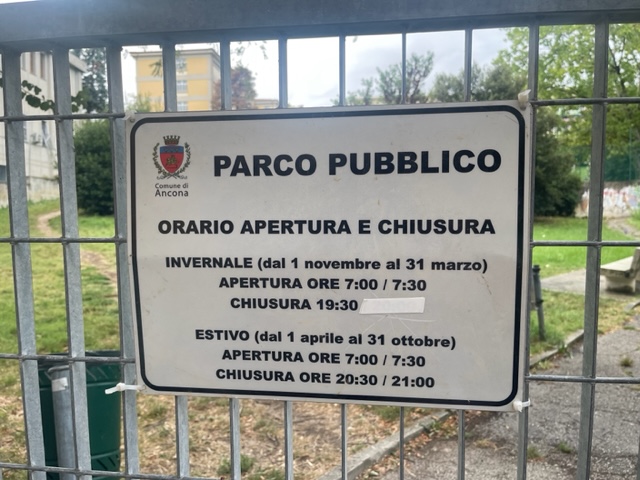 Comune di
Ancona
PARCO PUBBLICO
ORARIO APERTURA E CHIUSURA
INVERNALE (dal 1 novembre al 31 marzo)
APERTURA ORE 7:00 / 7:30
CHIUSURA 19:30
ESTIVO (dal 1 aprile al 31 ottobre)
APERTURA ORE 7:00 / 7:30
CHIUSURA ORE 20:30 / 21:00